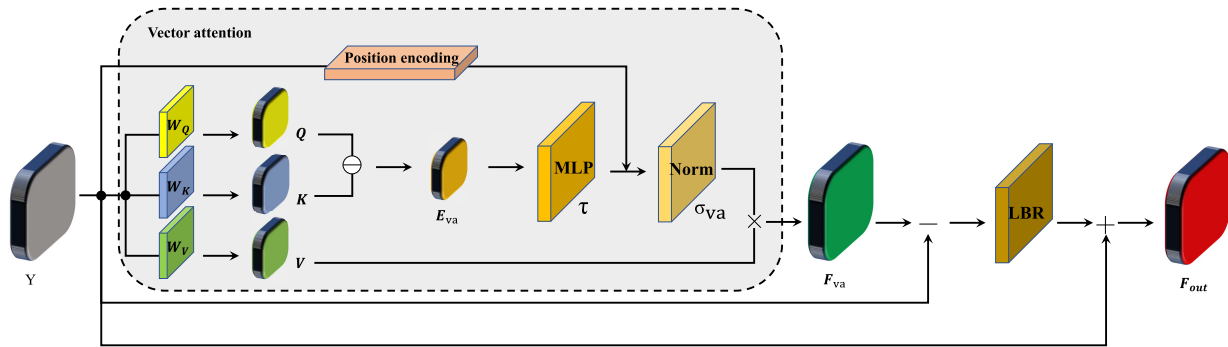 Vector attention
Position encoding
W_Q
Q
W_K
K
W_V
V
E_va
MLP
τ
Norm
σ_va
×
Y
F_va
−
LBR
+
F_out